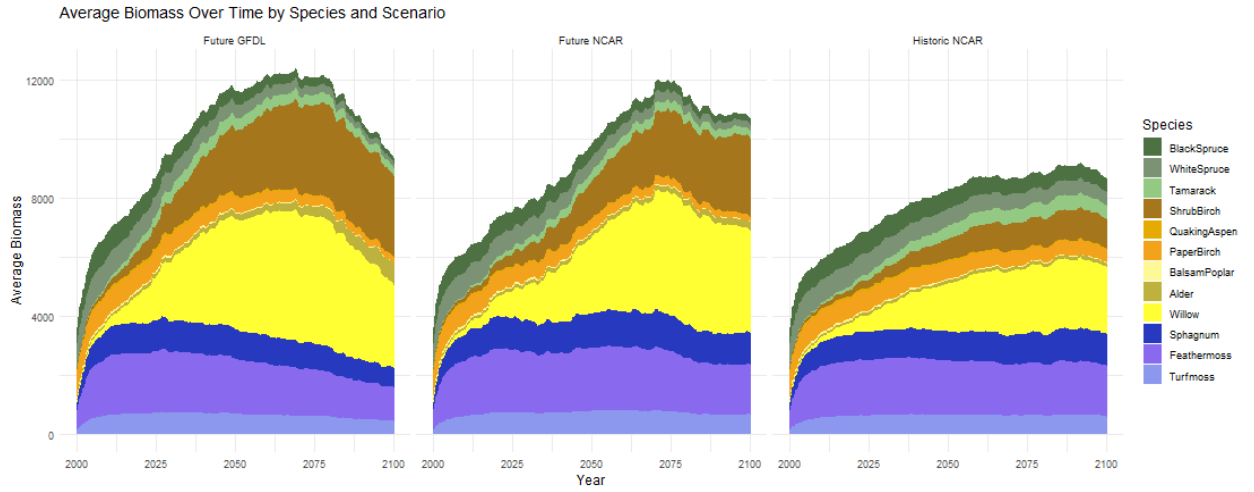 Average Biomass Over Time by Species and Scenario
Future GFDL
Future NCAR
Historic NCAR
Average Biomass
12000
8000
4000
0
2000 2025 2050 2075 2100
2000 2025 2050 2075 2100
2000 2025 2050 2075 2100
Year
Species
BlackSpruce
WhiteSpruce
Tamarack
ShrubBirch
QuakingAspen
PaperBirch
BalsamPoplar
Alder
Willow
Sphagnum
Feathermoss
Turfmoss